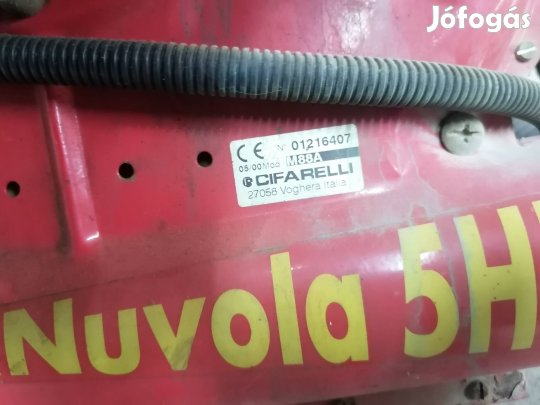 Jófogás
CE N° 01216407
05/00 Mod. M88A
CIFARELLI
27058 Voghera Italia
Nuvola 5H